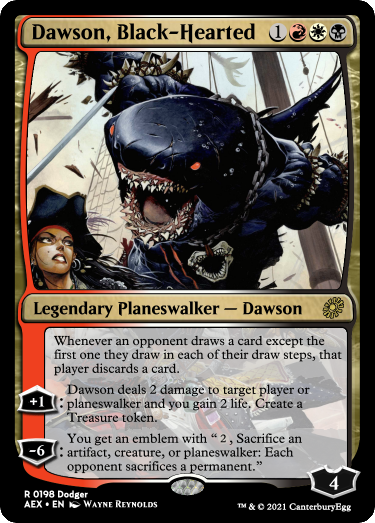 Dawson, Black-Hearted 1
Legendary Planeswalker — Dawson
Whenever an opponent draws a card except the
first one they draw in each of their draw steps, that
player discards a card.
+1: Dawson deals 2 damage to target player or
planeswalker and you gain 2 life. Create a
Treasure token.
-6: You get an emblem with “ 2 , Sacrifice an
artifact, creature, or planeswalker: Each
opponent sacrifices a permanent.”
4
R 0198 Dodger
AEX • EN Wayne Reynolds
™ & © 2021 CanterburyEgg